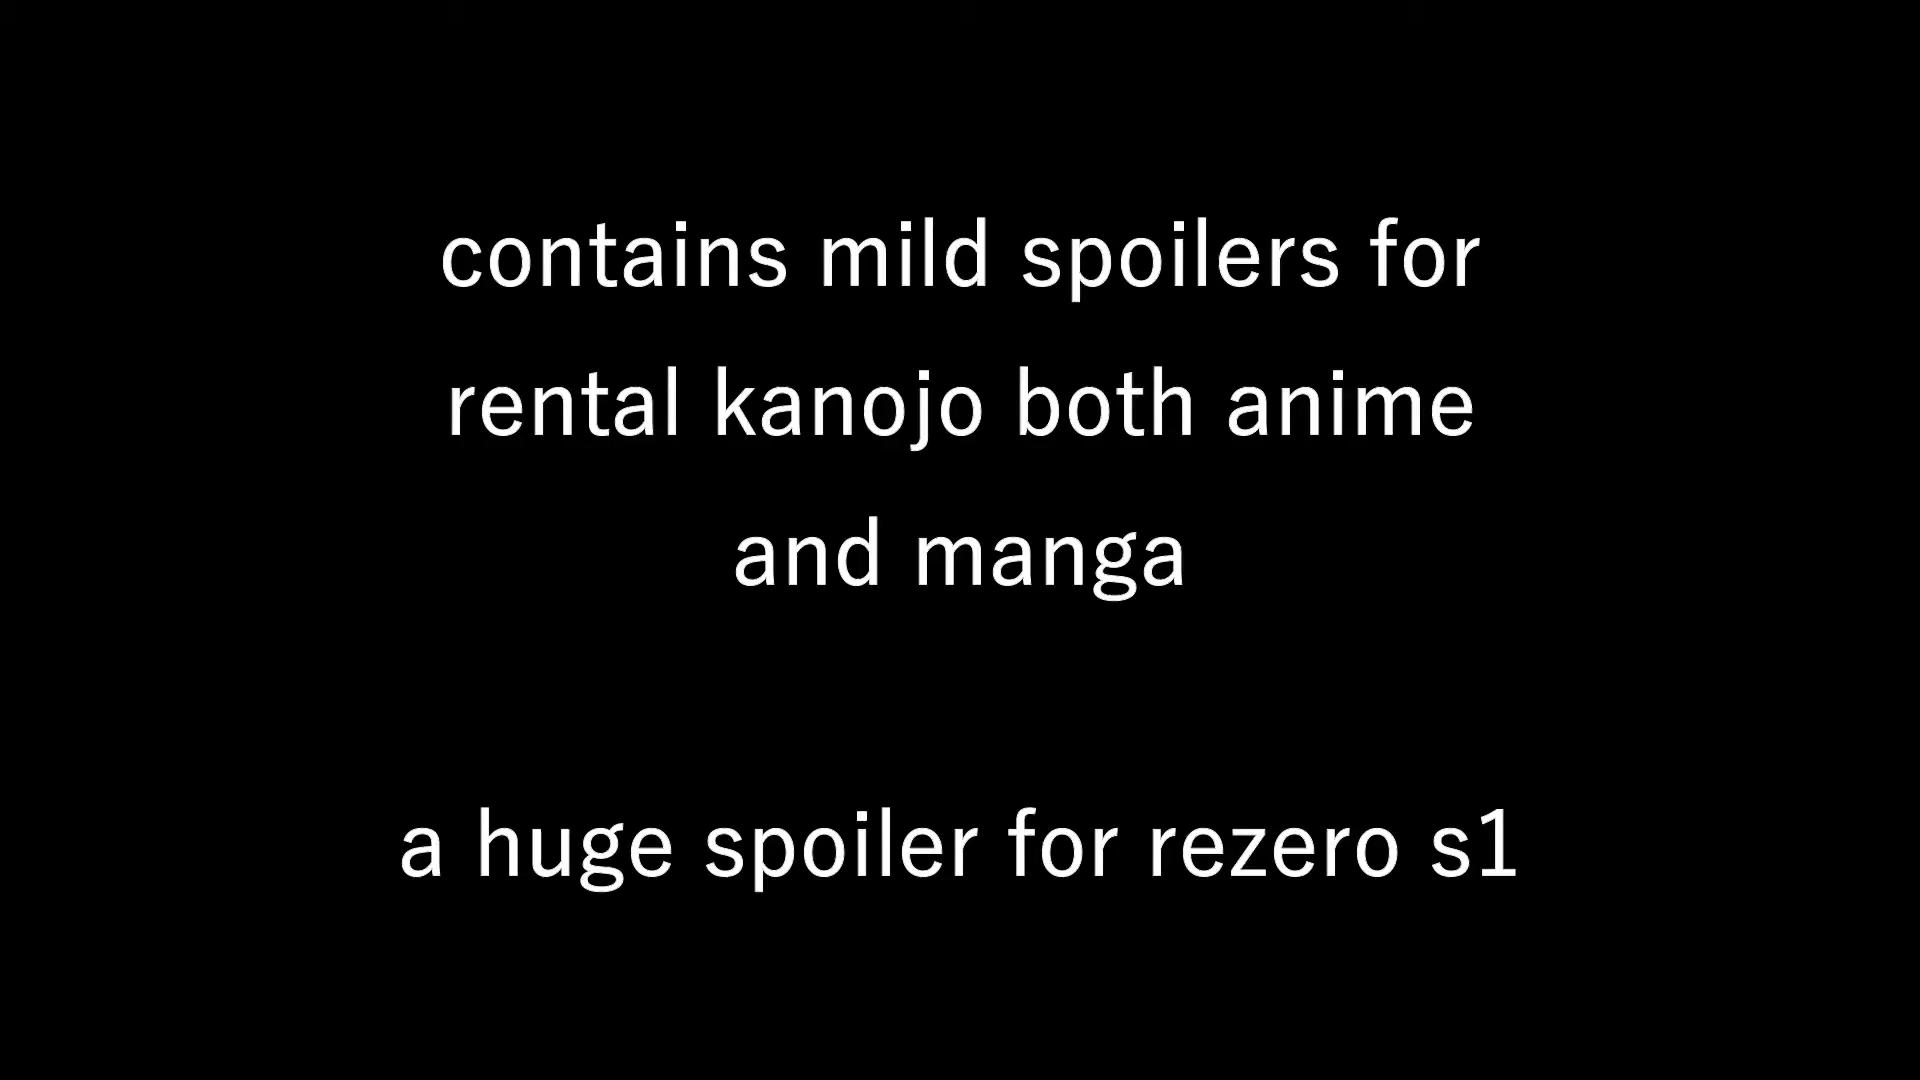 contains mild spoilers for
rental kanojo both anime
and manga
a huge spoiler for rezero s1